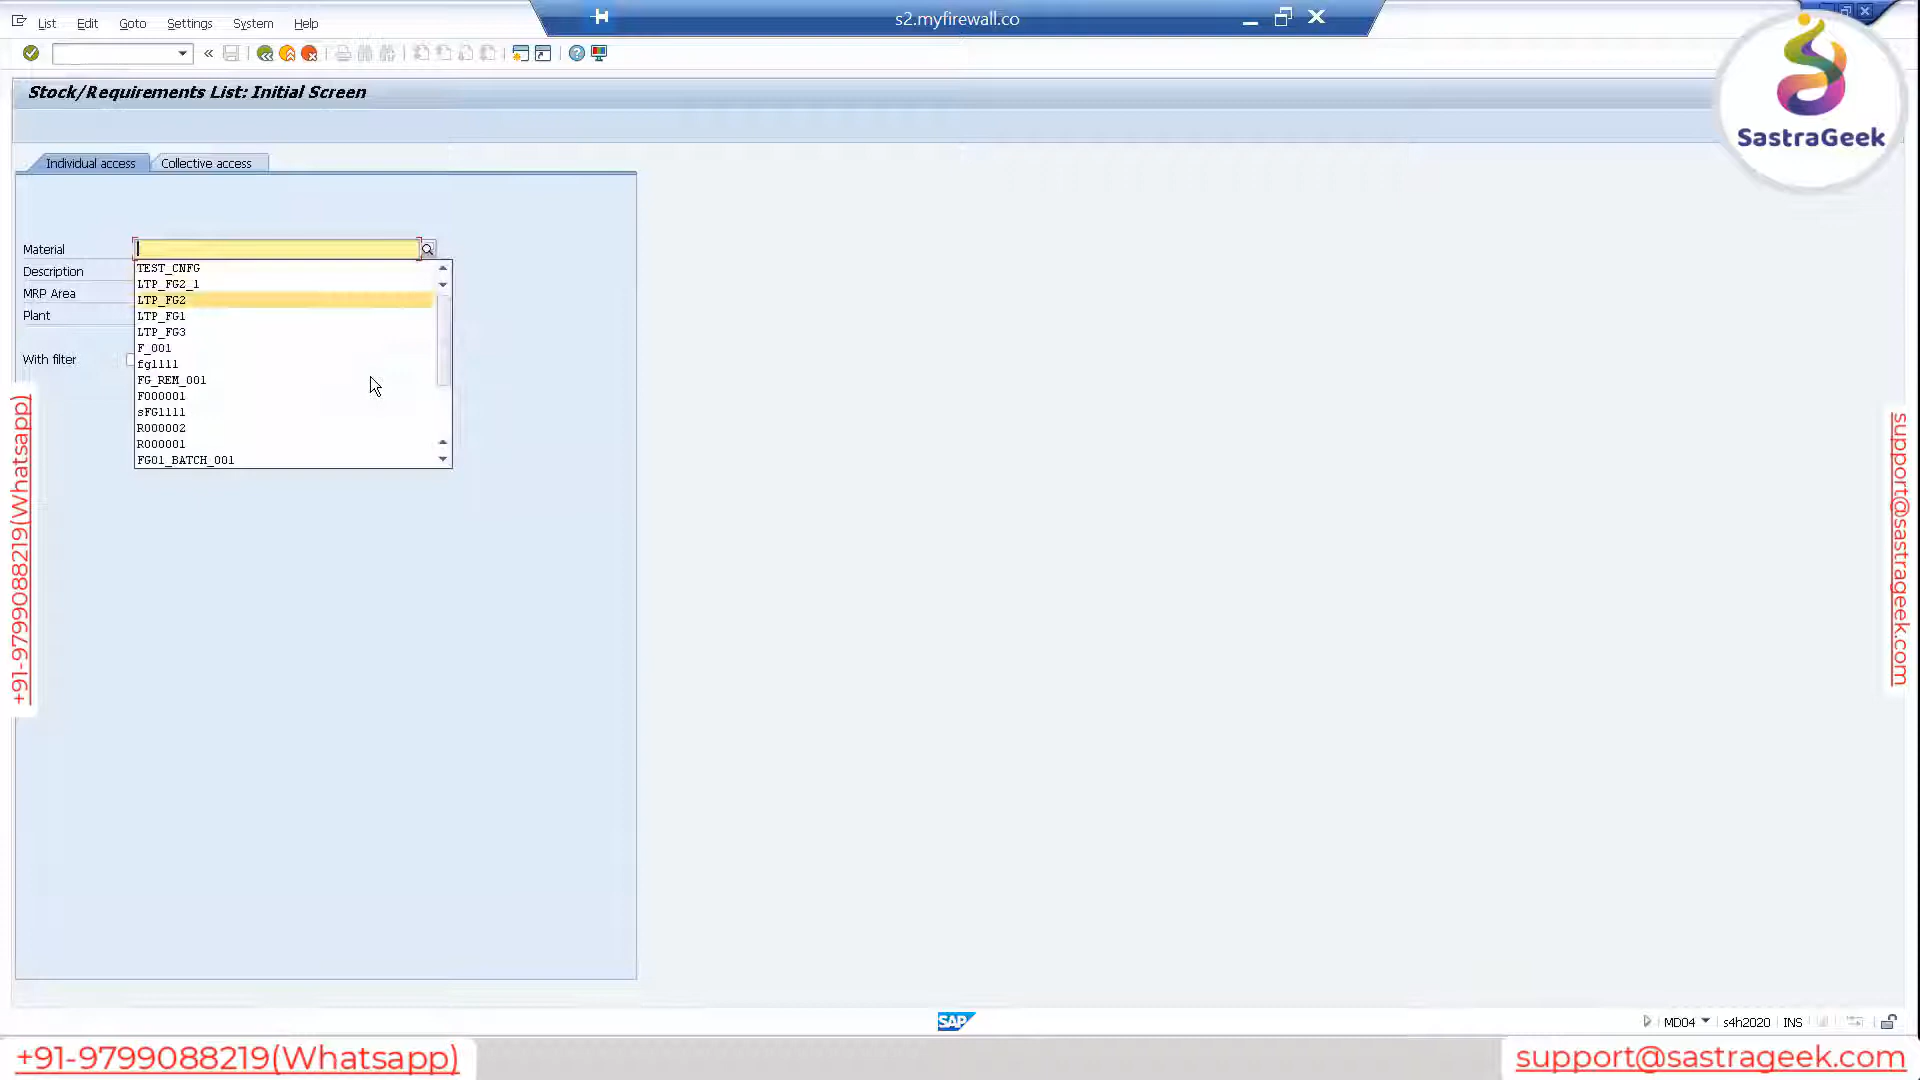 List Edit Goto Settings System Help
s2.myfirewall.co
Stock/Requirements List: Initial Screen
SastraGeek
Individual access Collective access
Material
Description
MRP Area
Plant
With filter
TEST_CNFG
LTP_FG2_1
LTP_FG2
LTP_FG1
LTP_FG3
F_001
fg1111
FG_REM_001
F000001
sFG1111
R000002
R000001
FG01_BATCH_001
+91-9799088219(Whatsapp)
support@sastrageek.com
SAP
MD04 s4h2020 INS
+91-9799088219(Whatsapp)
support@sastrageek.com